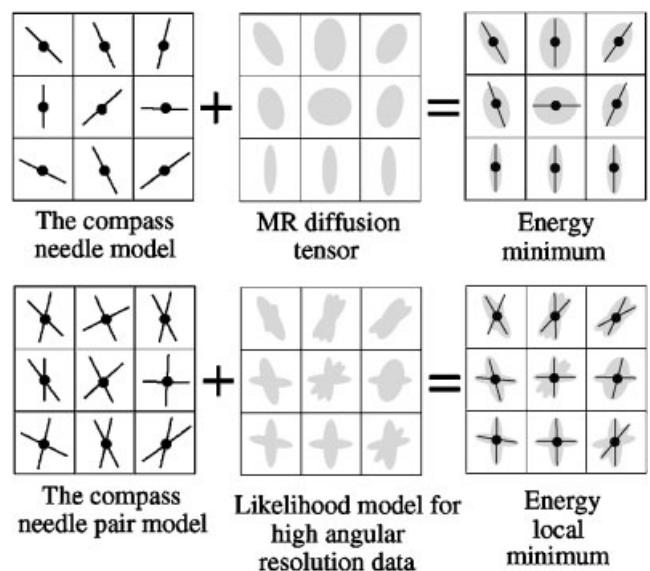 +
=
The compass
needle model
MR diffusion
tensor
Energy
minimum
+
=
The compass
needle pair model
Likelihood model for
high angular
resolution data
Energy
local
minimum